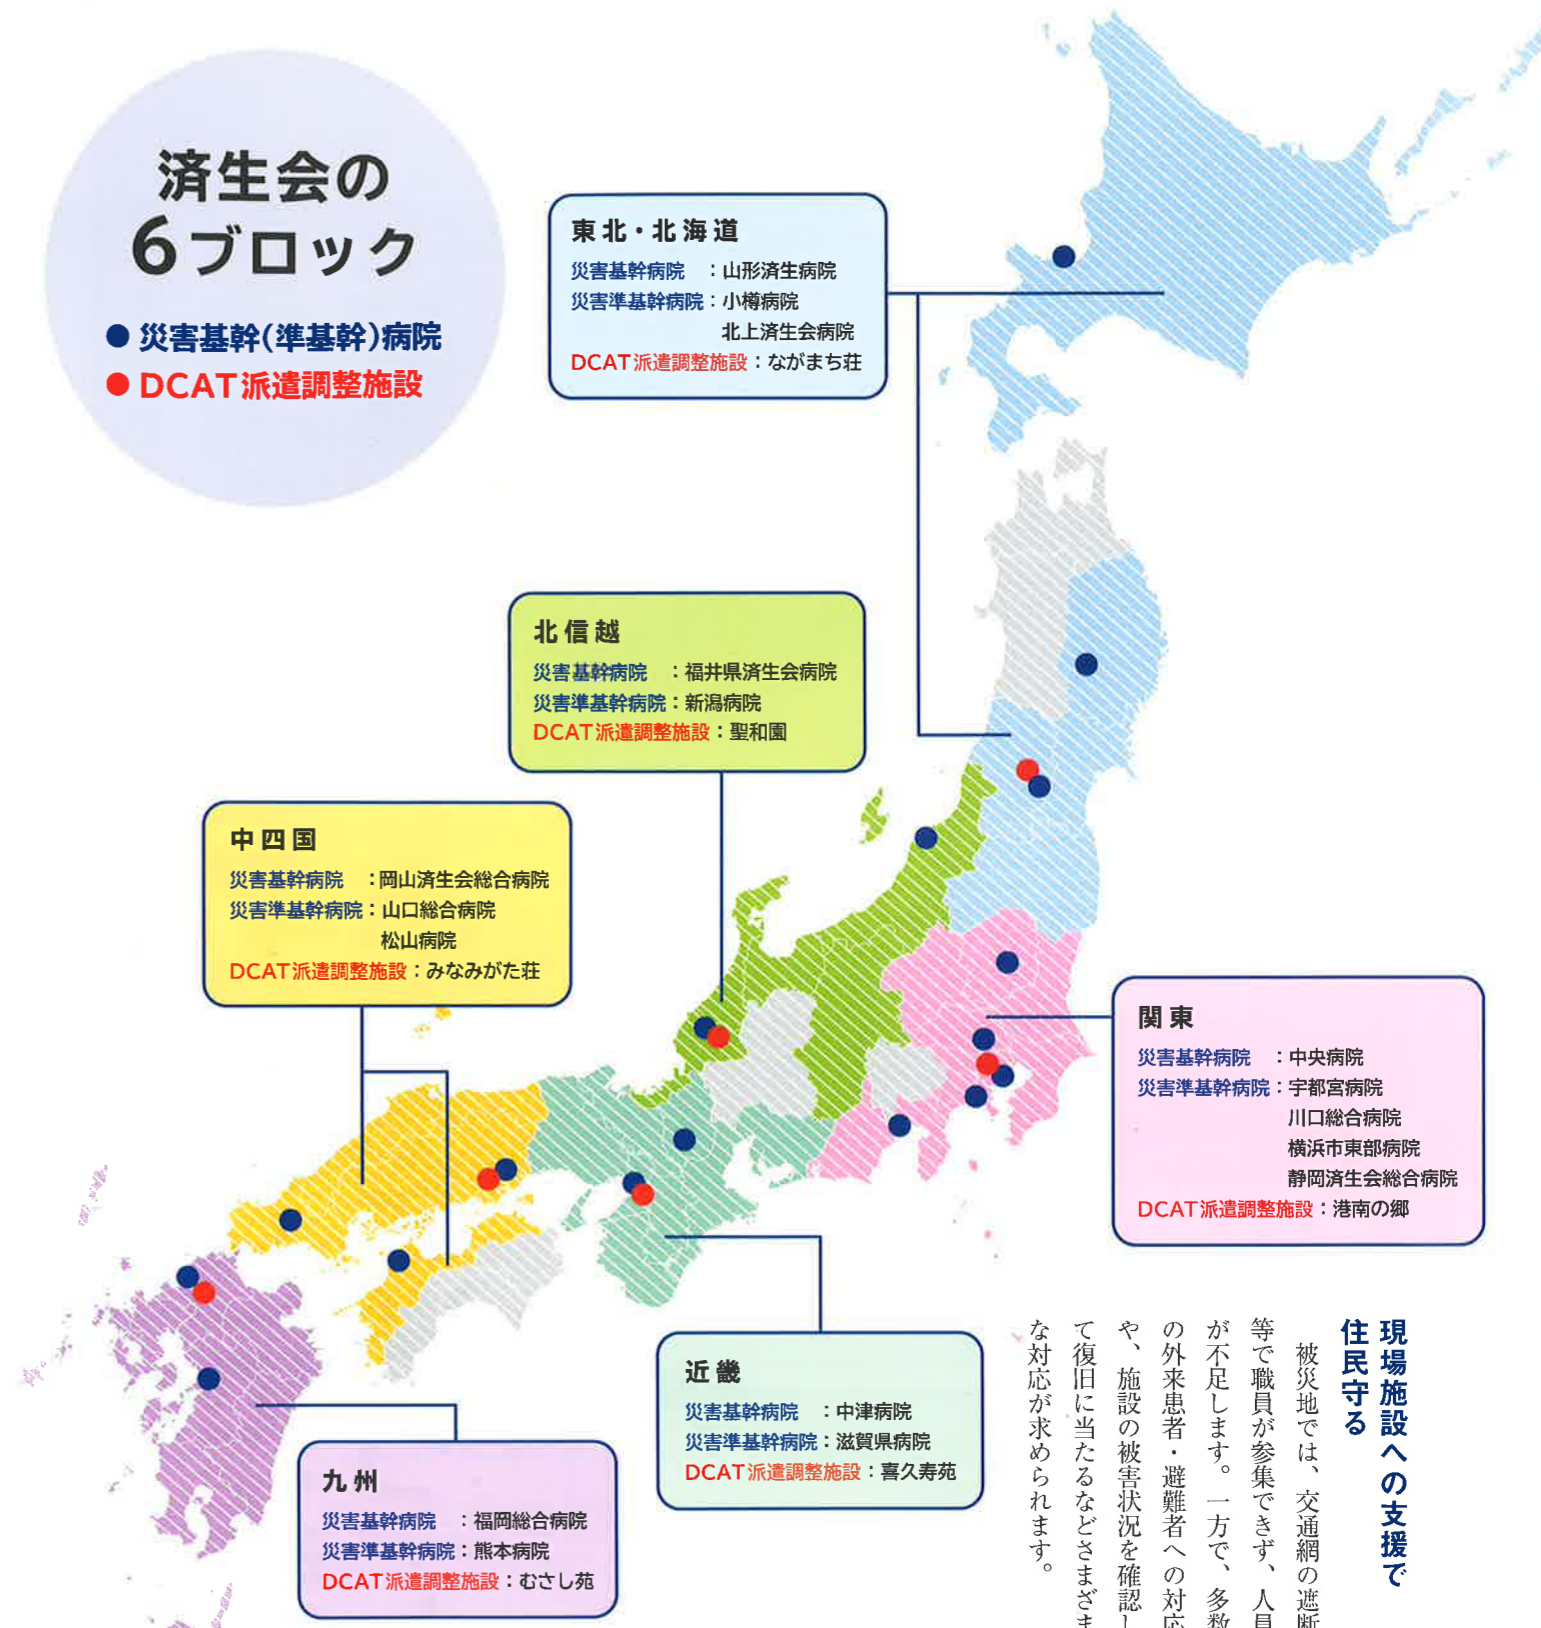 済生会の
6ブロック
● 災害基幹(準基幹)病院
● DCAT派遣調整施設
東北・北海道
災害基幹病院　：山形済生病院
災害準基幹病院：小樽病院
北上済生会病院
DCAT派遣調整施設：ながまち荘
北信越
災害基幹病院　：福井県済生会病院
災害準基幹病院：新潟病院
DCAT派遣調整施設：聖和園
中四国
災害基幹病院　：岡山済生会総合病院
災害準基幹病院：山口総合病院
松山病院
DCAT派遣調整施設：みなみがた荘
関東
災害基幹病院　：中央病院
災害準基幹病院：宇都宮病院
川口総合病院
横浜市東部病院
静岡済生会総合病院
DCAT派遣調整施設：港南の郷
近畿
災害基幹病院　：中津病院
災害準基幹病院：滋賀県病院
DCAT派遣調整施設：喜久寿苑
九州
災害基幹病院　：福岡総合病院
災害準基幹病院：熊本病院
DCAT派遣調整施設：むさし苑
現場施設への支援で
住民守る
被災地では、交通網の遮断
等で職員が参集できず、人員
が不足します。一方で、多数
の外来患者・避難者への対応
や、施設の被害状況を確認し
て復旧に当たるなどさまざま
な対応が求められます。